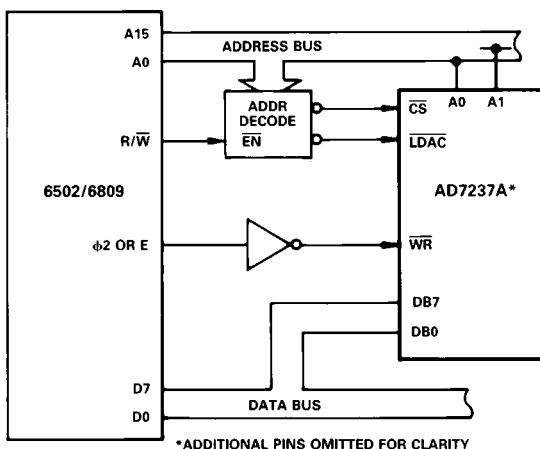 A15
ADDRESS BUS
A0
ADDR
DECODE
EN
R/W
6502/6809
φ2 OR E
A0
A1
CS
LDAC
AD7237A*
WR
DB7
DB0
D7
DATA BUS
D0
*ADDITIONAL PINS OMITTED FOR CLARITY